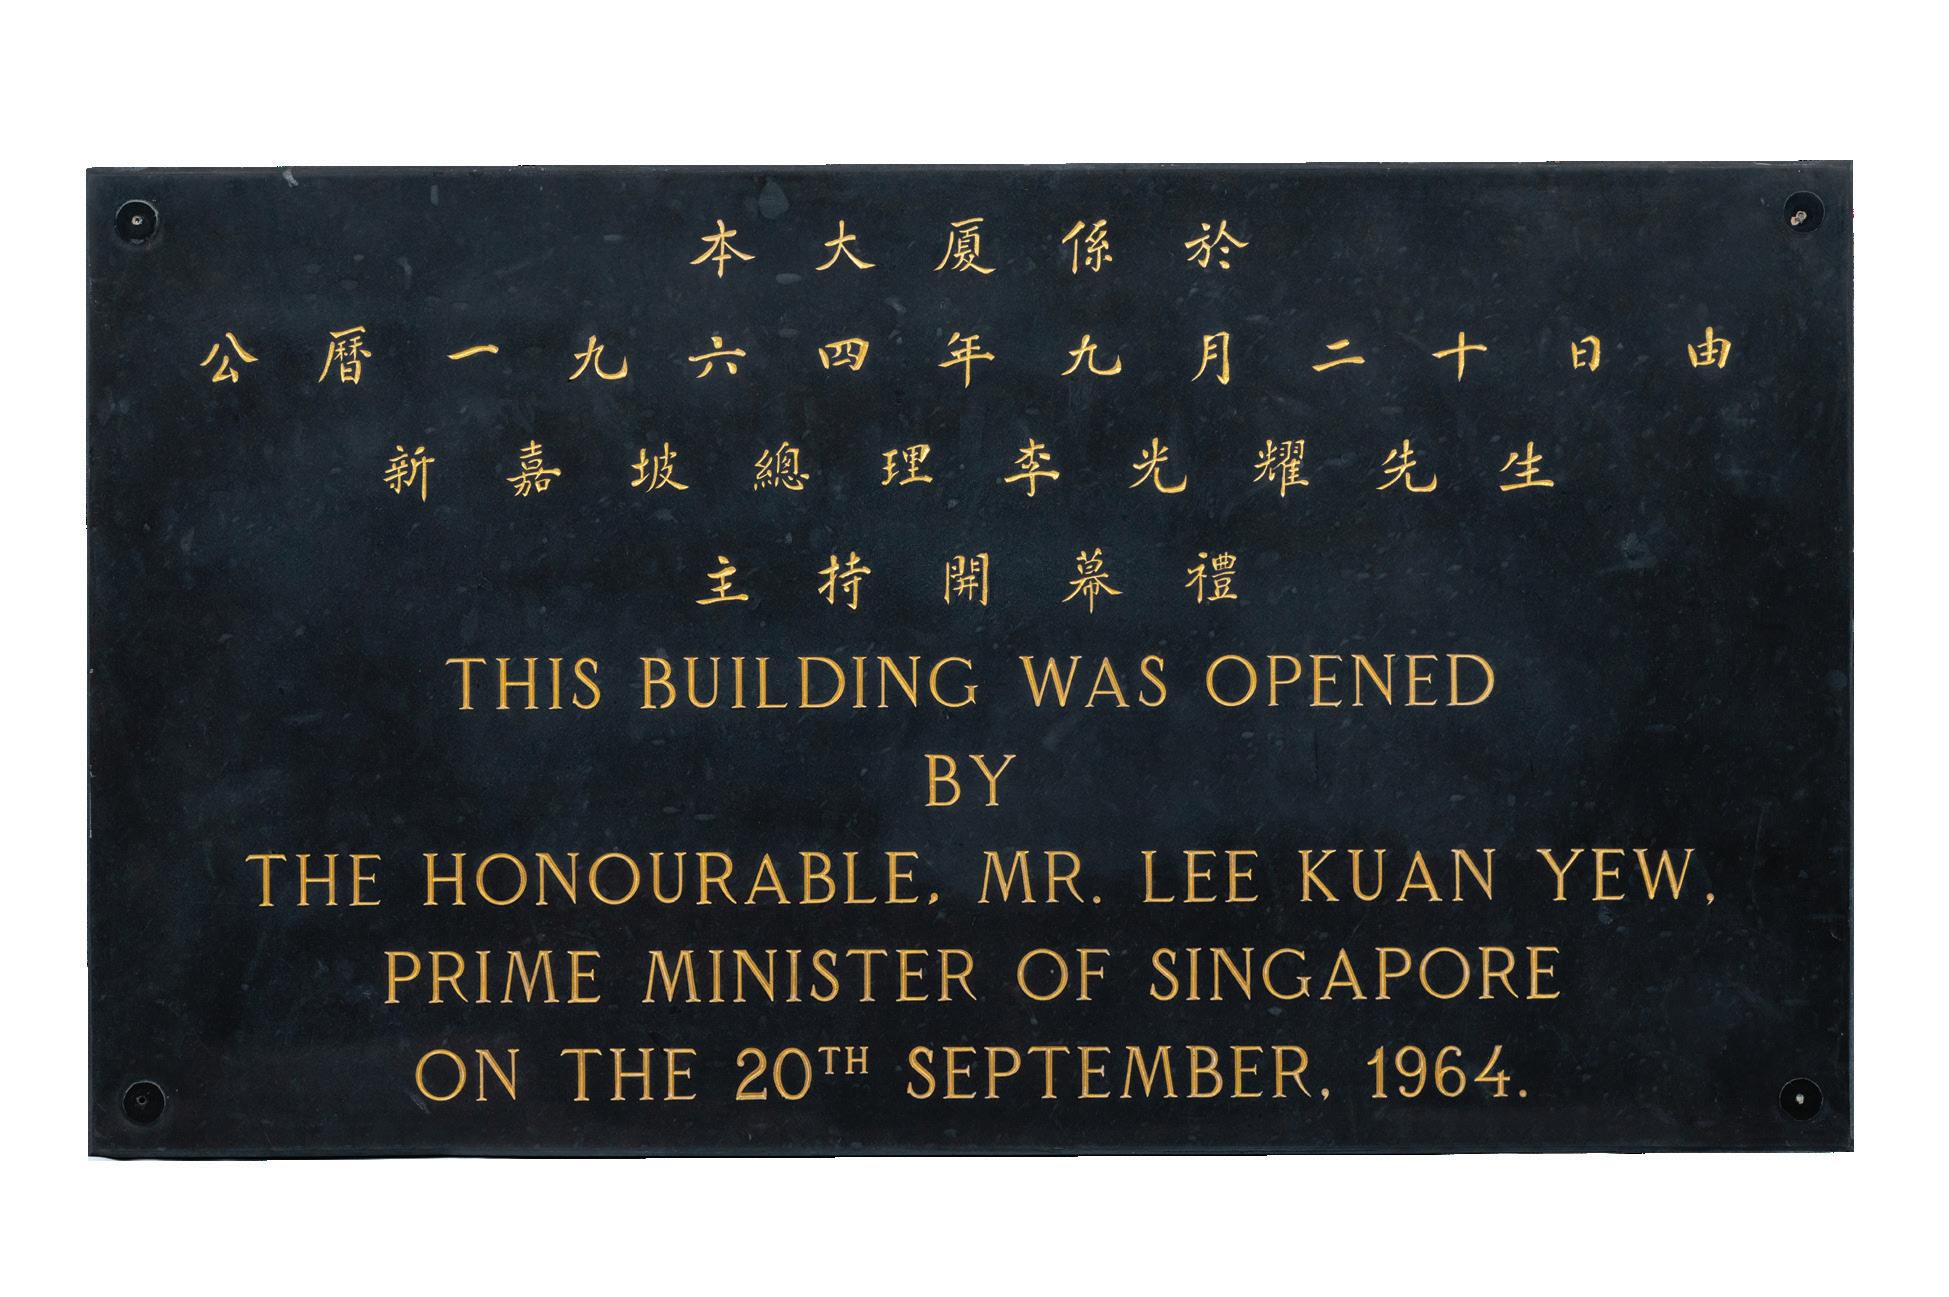 本大厦係於
公曆一九六四年九月二十日由
新嘉坡總理李光耀先生
主持開幕禮
THIS BUILDING WAS OPENED
BY
THE HONOURABLE, MR. LEE KUAN YEW,
PRIME MINISTER OF SINGAPORE
ON THE 20TH SEPTEMBER, 1964.